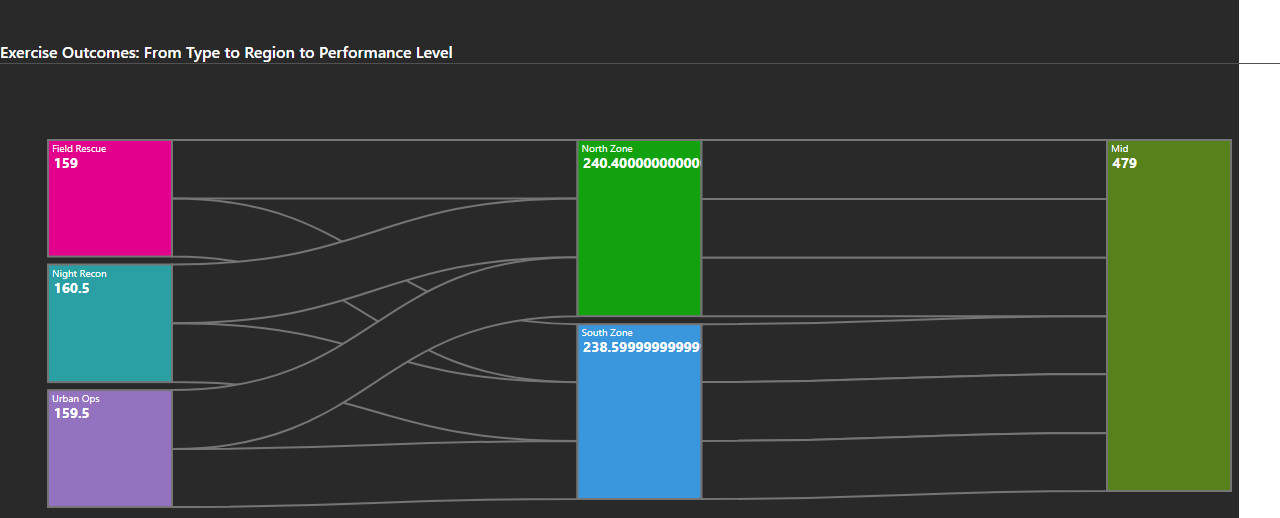 Exercise Outcomes: From Type to Region to Performance Level
Field Rescue
159
North Zone
240.40000000000
Mid
479
Night Recon
160.5
South Zone
238.59999999999
Urban Ops
159.5